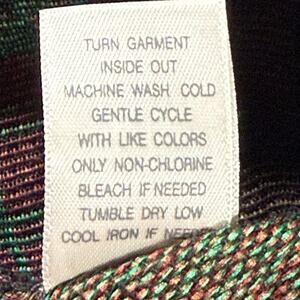 TURN GARMENT
INSIDE OUT
MACHINE WASH COLD
GENTLE CYCLE
WITH LIKE COLORS
ONLY NON-CHLORINE
BLEACH IF NEEDED
TUMBLE DRY LOW
COOL IRON IF NEEDED